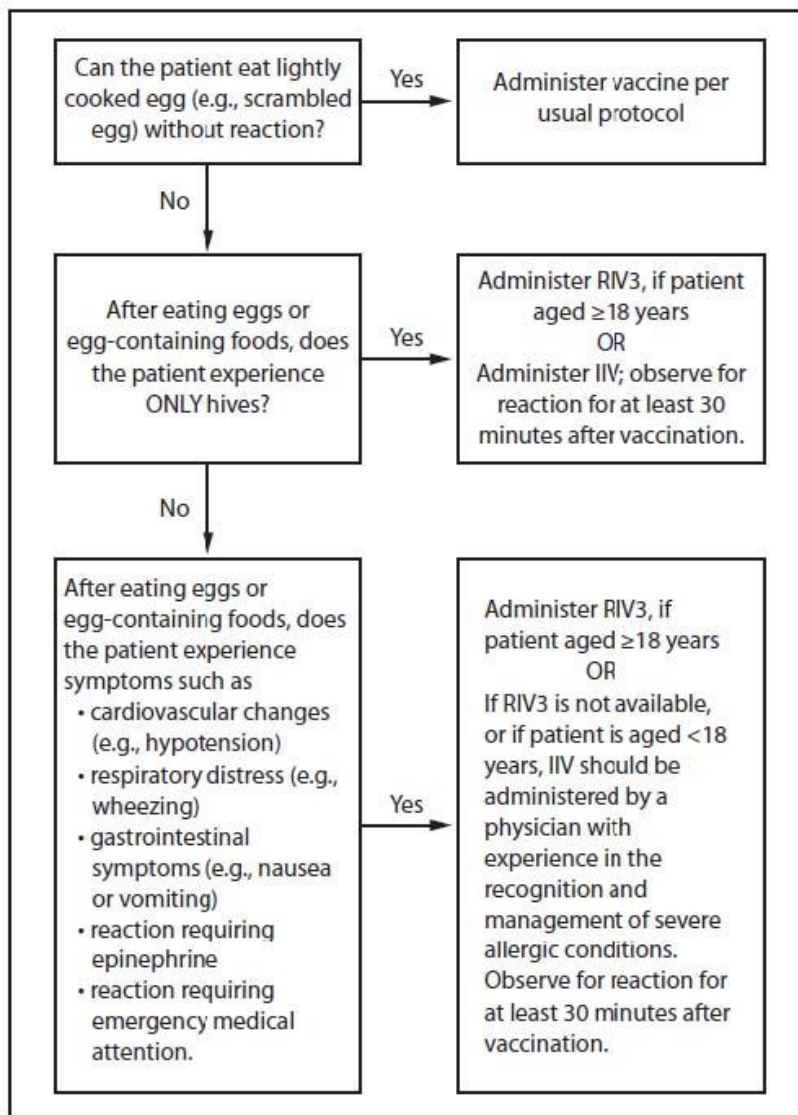 Can the patient eat lightly
cooked egg (e.g., scrambled
egg) without reaction?
Yes
Administer vaccine per
usual protocol
No
After eating eggs or
egg-containing foods, does
the patient experience
ONLY hives?
Yes
Administer RIV3, if patient
aged ≥18 years
OR
Administer IIV; observe for
reaction for at least 30
minutes after vaccination.
No
After eating eggs or
egg-containing foods, does
the patient experience
symptoms such as
• cardiovascular changes
(e.g., hypotension)
• respiratory distress (e.g.,
wheezing)
• gastrointestinal
symptoms (e.g., nausea
or vomiting)
• reaction requiring
epinephrine
• reaction requiring
emergency medical
attention.
Yes
Administer RIV3, if
patient aged ≥18 years
OR
If RIV3 is not available,
or if patient is aged <18
years, IIV should be
administered by a
physician with
experience in the
recognition and
management of severe
allergic conditions.
Observe for reaction for
at least 30 minutes after
vaccination.